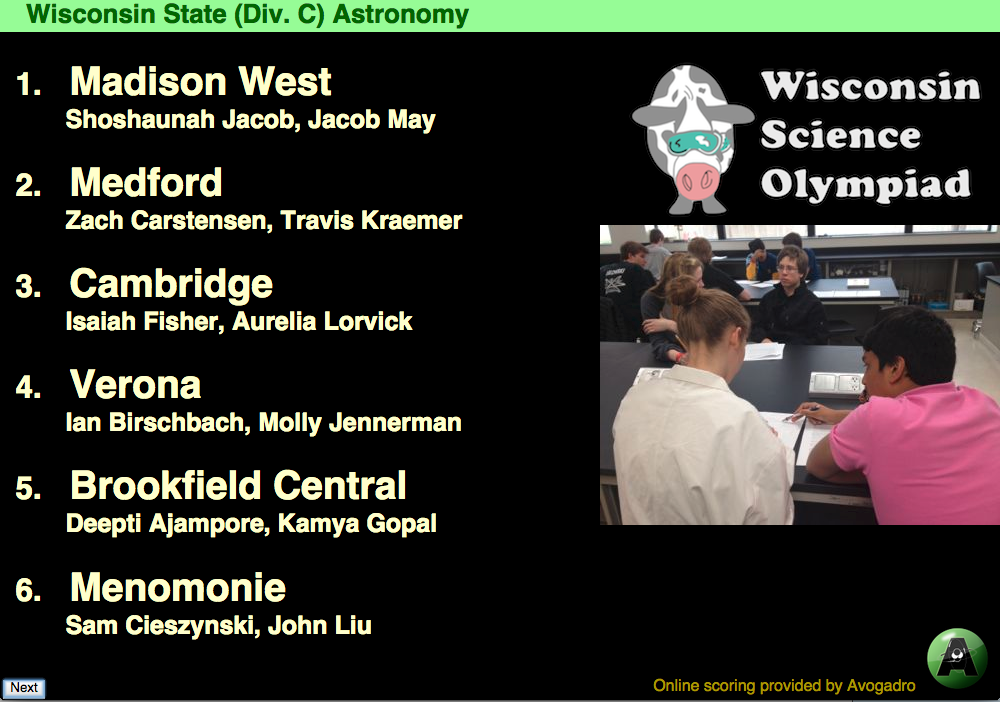 Wisconsin State (Div. C) Astronomy
1. Madison West
Shoshaunah Jacob, Jacob May
2. Medford
Zach Carstensen, Travis Kraemer
3. Cambridge
Isaiah Fisher, Aurelia Lorvick
4. Verona
Ian Birschbach, Molly Jennerman
5. Brookfield Central
Deepti Ajampore, Kamya Gopal
6. Menomonie
Sam Cieszynski, John Liu
Wisconsin
Science
Olympiad
Next
Online scoring provided by Avogadro
A